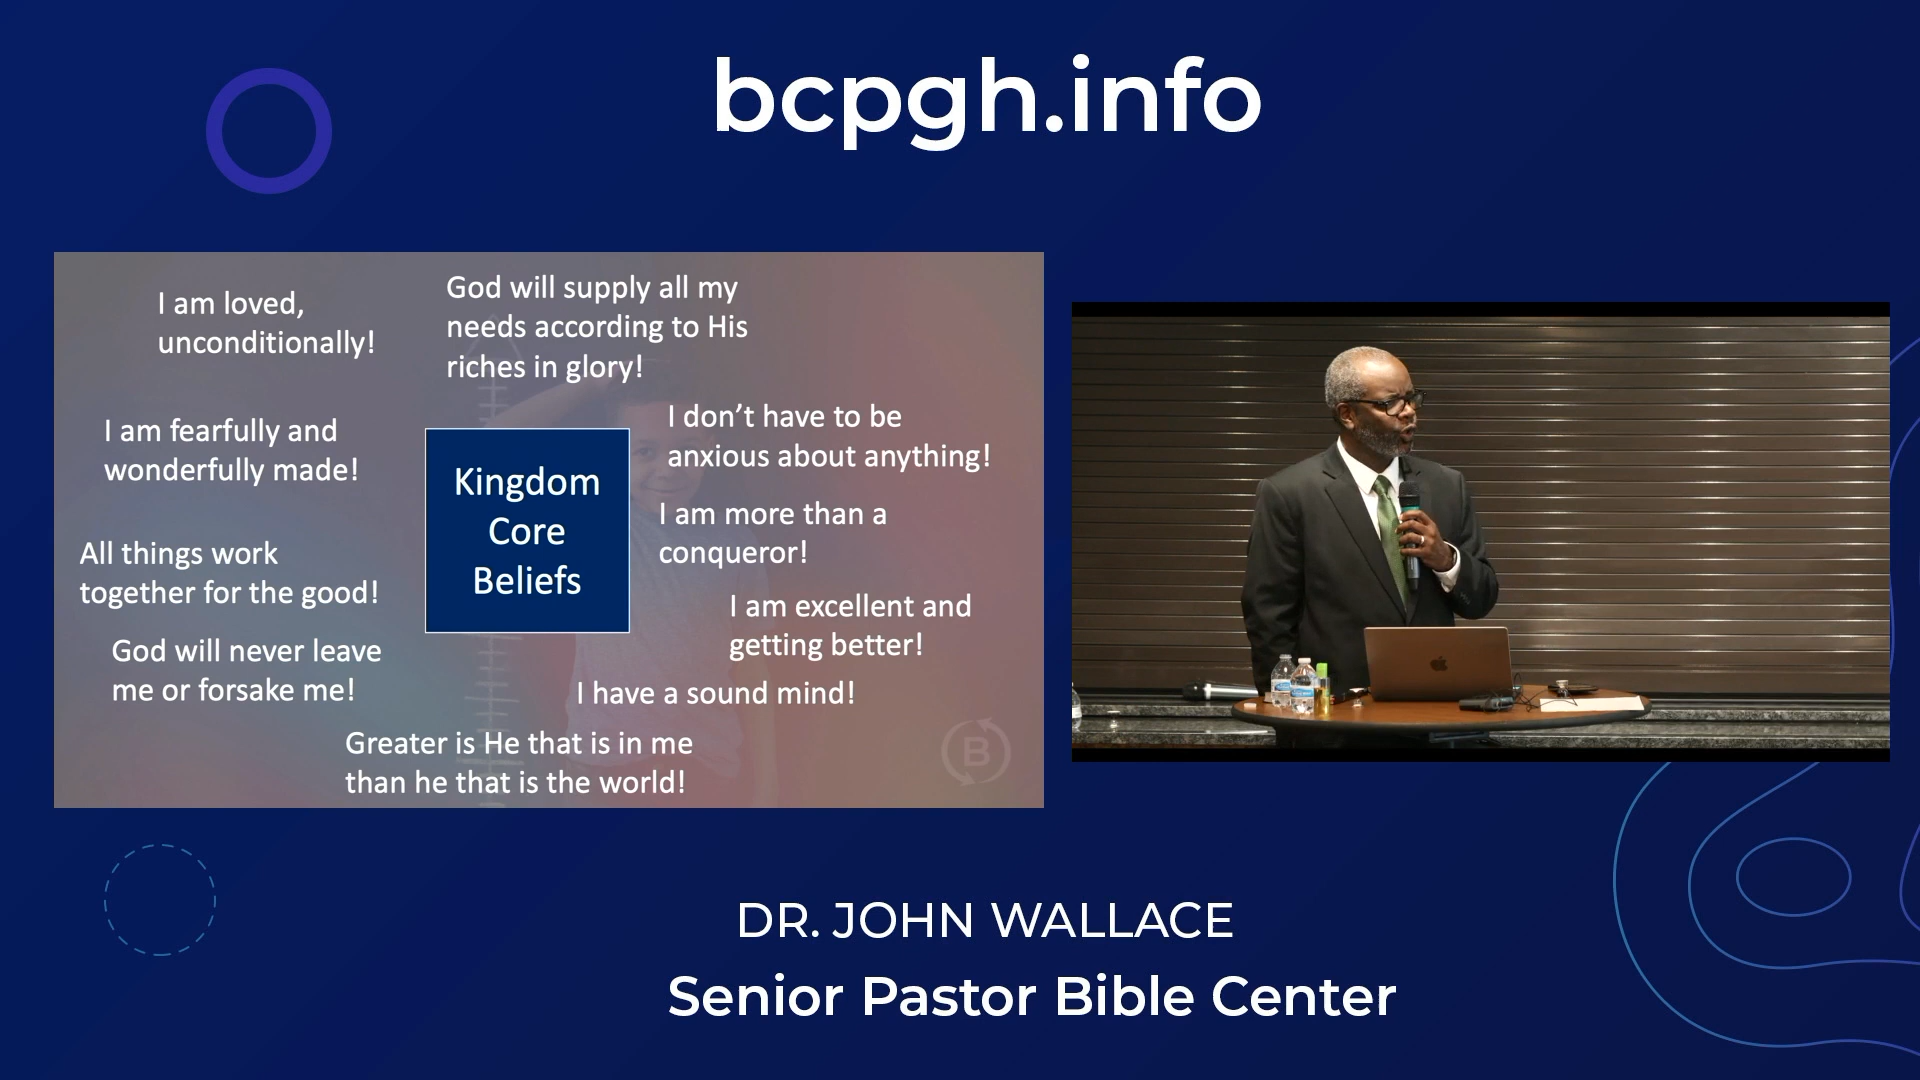 bcpgh.info
I am loved,
unconditionally!
God will supply all my
needs according to His
riches in glory!
I am fearfully and
wonderfully made!
I don’t have to be
anxious about anything!
Kingdom
Core
Beliefs
I am more than a
conqueror!
All things work
together for the good!
I am excellent and
getting better!
God will never leave
me or forsake me!
I have a sound mind!
Greater is He that is in me
than he that is the world!
B
DR. JOHN WALLACE
Senior Pastor Bible Center